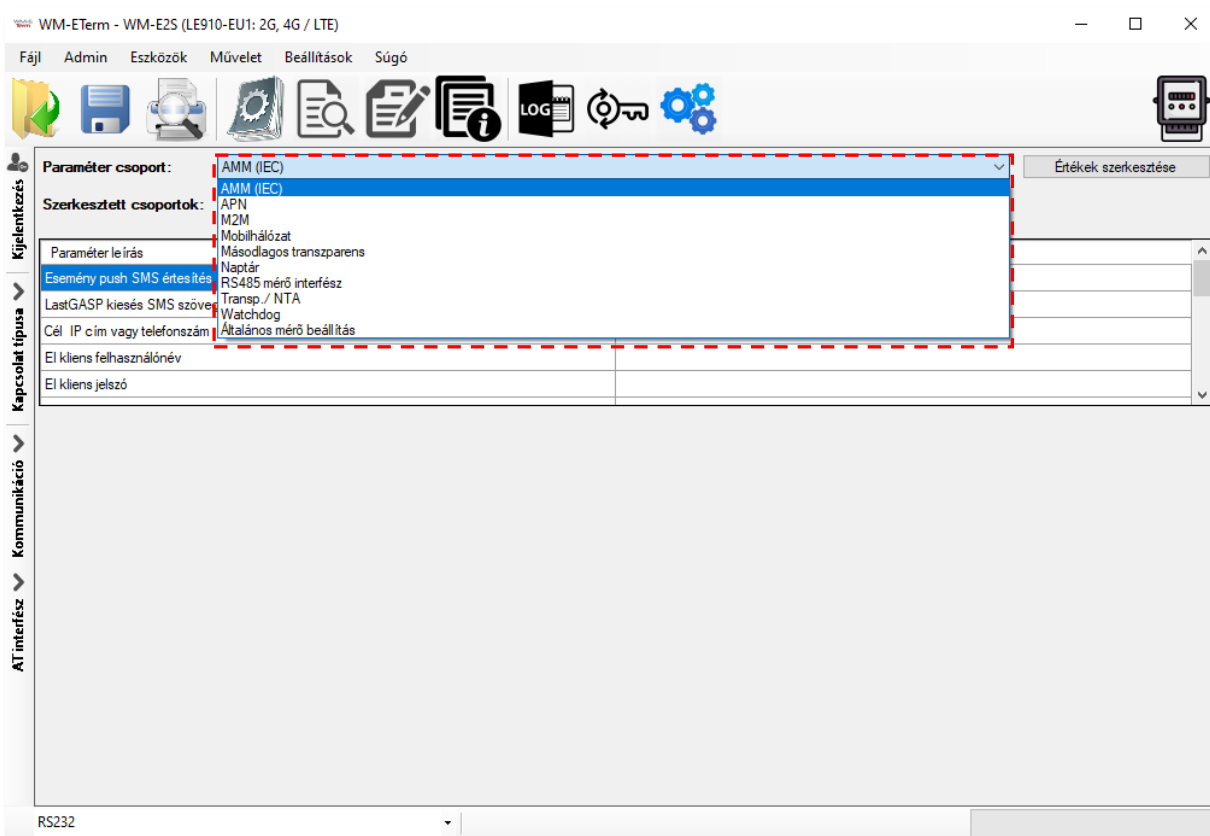 WM-ETerm - WM-E2S (LE910-EU1: 2G, 4G / LTE)
Fájl Admin Eszközök Művelet Beállítások Súgó
LOG
Kijelentkezés
Kapcsolat típusa
Kommunikáció
AT interfész
Paraméter csoport: AMM (IEC) Értékek szerkesztése
Szerkesztett csoportok:
AMM (IEC)
APN
M2M
Mobilhálózat
Másodlagos transzparens
Naptár
RS485 mérő interfész
Transp./ NTA
Watchdog
Általános mérő beállítás
Paraméter leírás
Esemény push SMS értesítés
LastGASP kiesés SMS szöveg
Cél IP cím vagy telefonszám
EI kliens felhasználónév
EI kliens jelszó
RS232